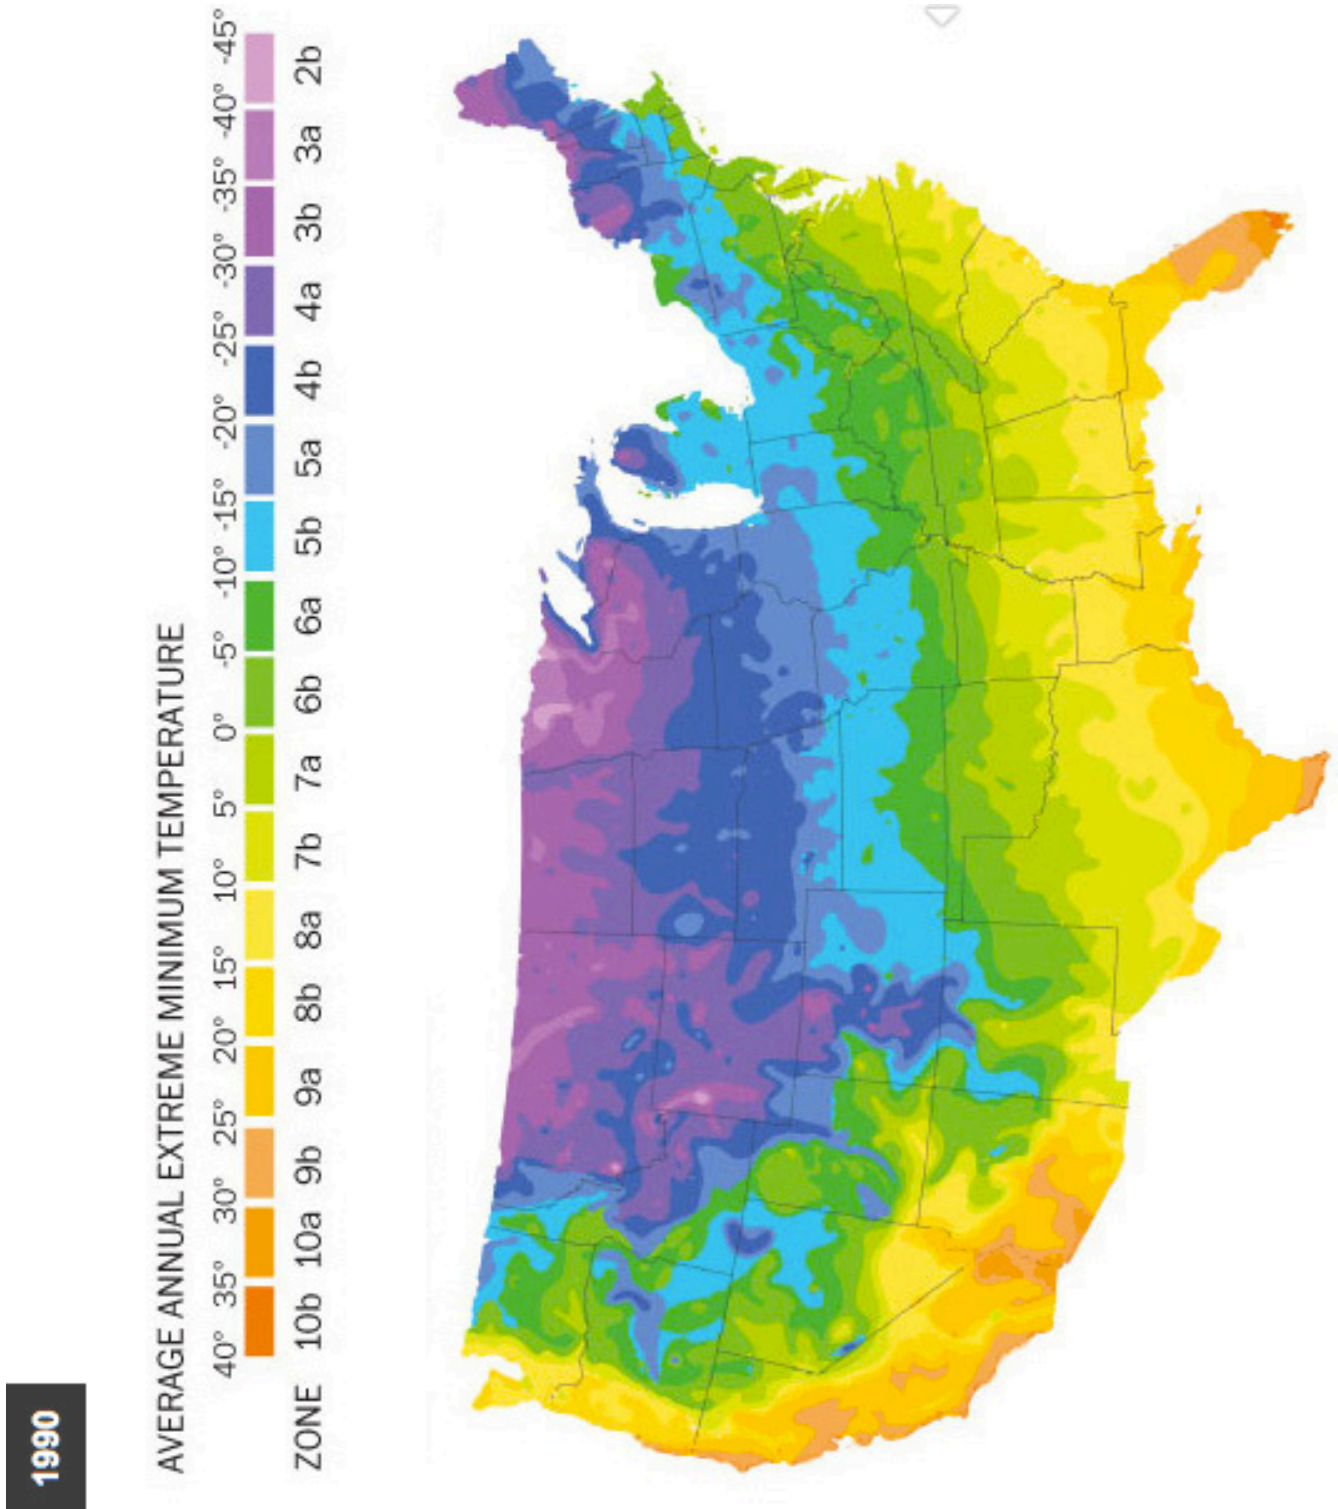 1990
AVERAGE ANNUAL EXTREME MINIMUM TEMPERATURE
40° 35° 30° 25° 20° 15° 10° 5° 0° -5° -10° -15° -20° -25° -30° -35° -40° -45°
ZONE 10b 10a 9b 9a 8b 8a 7b 7a 6b 6a 5b 5a 4b 4a 3b 3a 2b